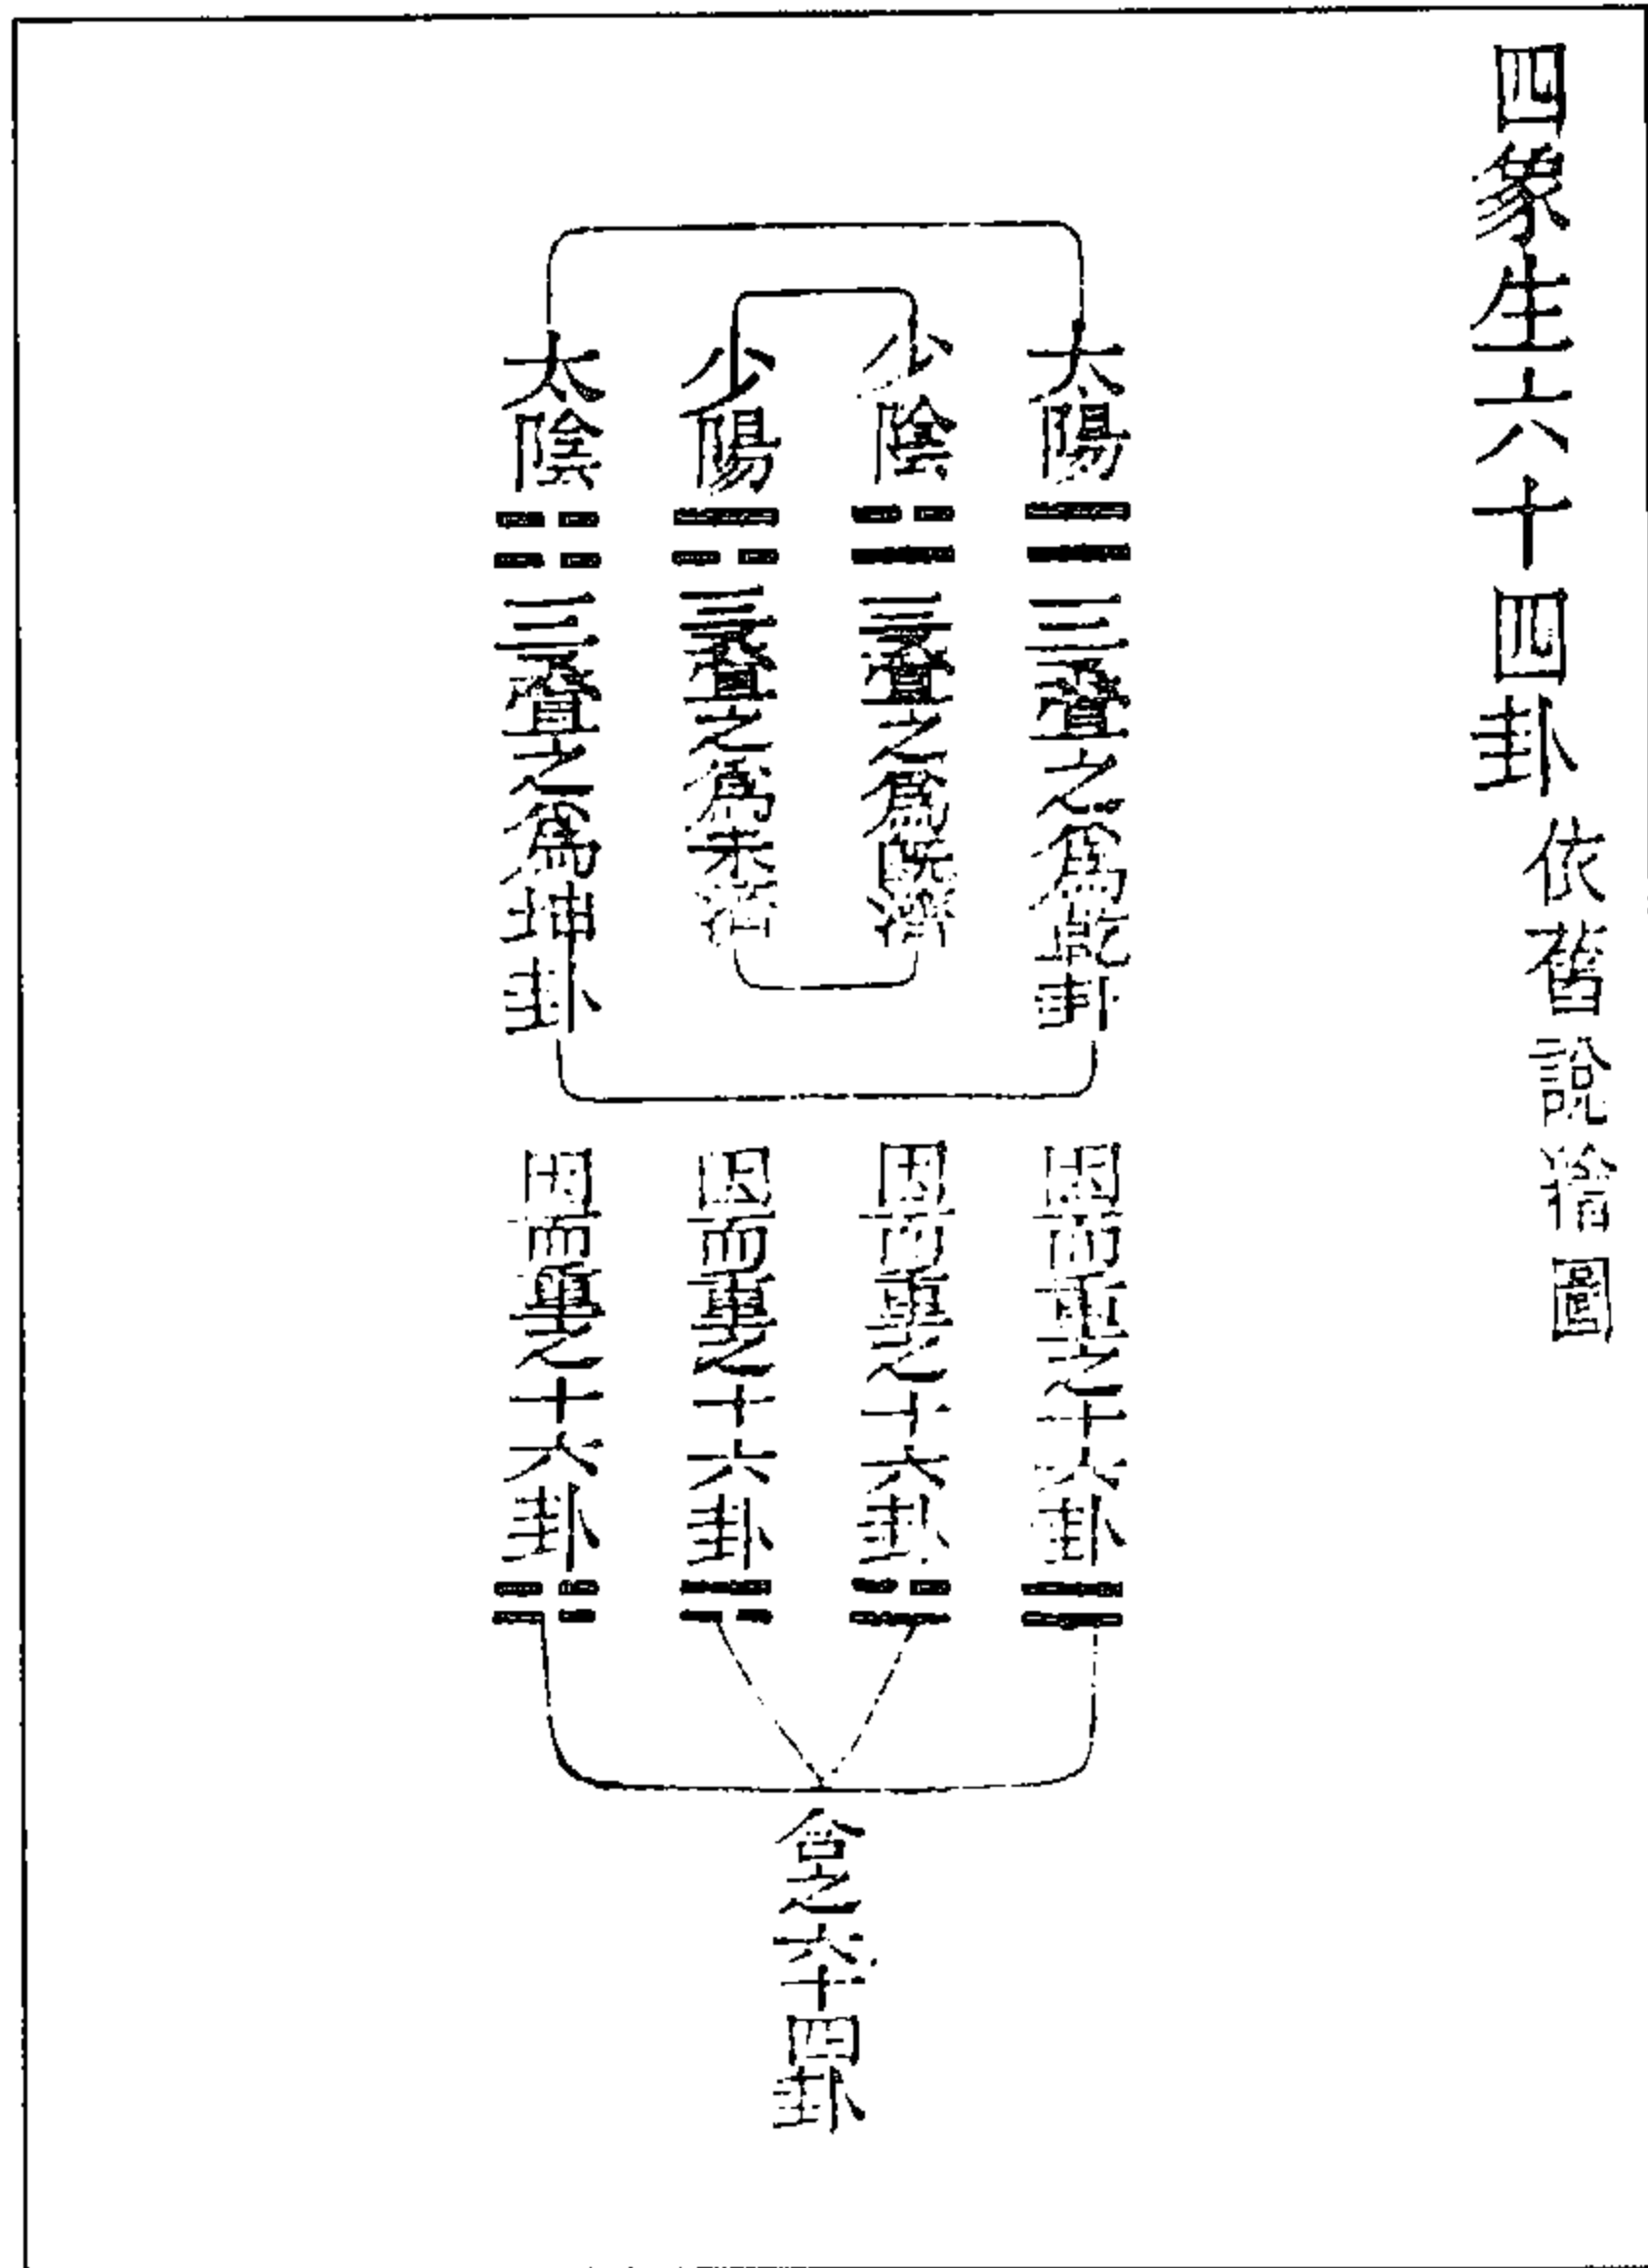 四象生六十四卦 依舊說僭圖
太陽 三疊之爲乾卦
少陰 三疊之爲旣濟
少陽 三疊之爲未濟
太陰 三疊之爲坤卦
因而重之十六卦
因而重之十六卦
因而重之十六卦
因而重之十六卦
合之六十四卦